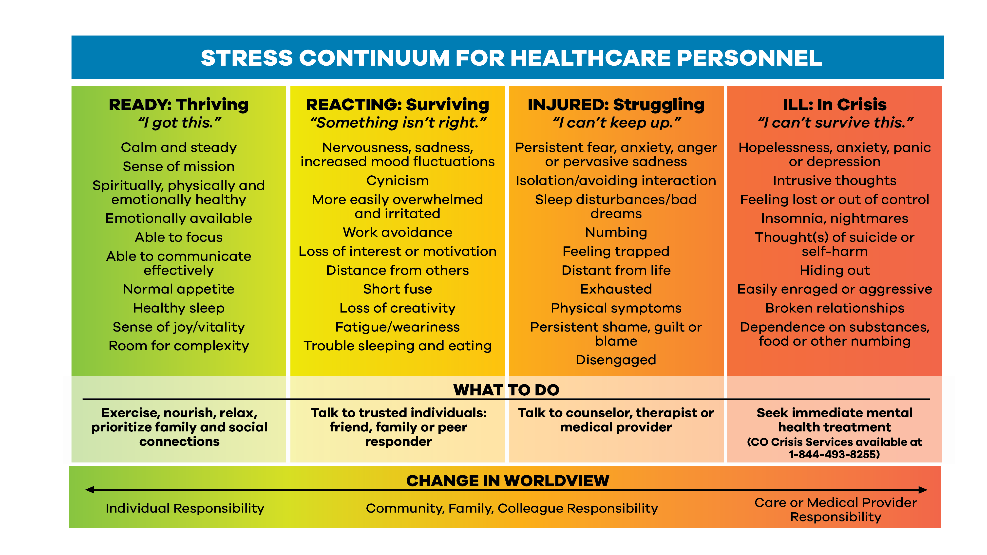 STRESS CONTINUUM FOR HEALTHCARE PERSONNEL
READY: Thriving
“I got this.”
Calm and steady
Sense of mission
Spiritually, physically and
emotionally healthy
Emotionally available
Able to focus
Able to communicate
effectively
Normal appetite
Healthy sleep
Sense of joy/vitality
Room for complexity
REACTING: Surviving
“Something isn’t right.”
Nervousness, sadness,
increased mood fluctuations
Cynicism
More easily overwhelmed
and irritated
Work avoidance
Loss of interest or motivation
Distance from others
Short fuse
Loss of creativity
Fatigue/weariness
Trouble sleeping and eating
INJURED: Struggling
“I can’t keep up.”
Persistent fear, anxiety, anger
or pervasive sadness
Isolation/avoiding interaction
Sleep disturbances/bad
dreams
Numbing
Feeling trapped
Distant from life
Exhausted
Physical symptoms
Persistent shame, guilt or
blame
Disengaged
ILL: In Crisis
“I can’t survive this.”
Hopelessness, anxiety, panic
or depression
Intrusive thoughts
Feeling lost or out of control
Insomnia, nightmares
Thought(s) of suicide or
self-harm
Hiding out
Easily enraged or aggressive
Broken relationships
Dependence on substances,
food or other numbing
WHAT TO DO
Exercise, nourish, relax,
prioritize family and social
connections
Talk to trusted individuals:
friend, family or peer
responder
Talk to counselor, therapist or
medical provider
Seek immediate mental
health treatment
(CO Crisis Services available at
1-844-493-8255)
CHANGE IN WORLDVIEW
Individual Responsibility
Community, Family, Colleague Responsibility
Care or Medical Provider
Responsibility